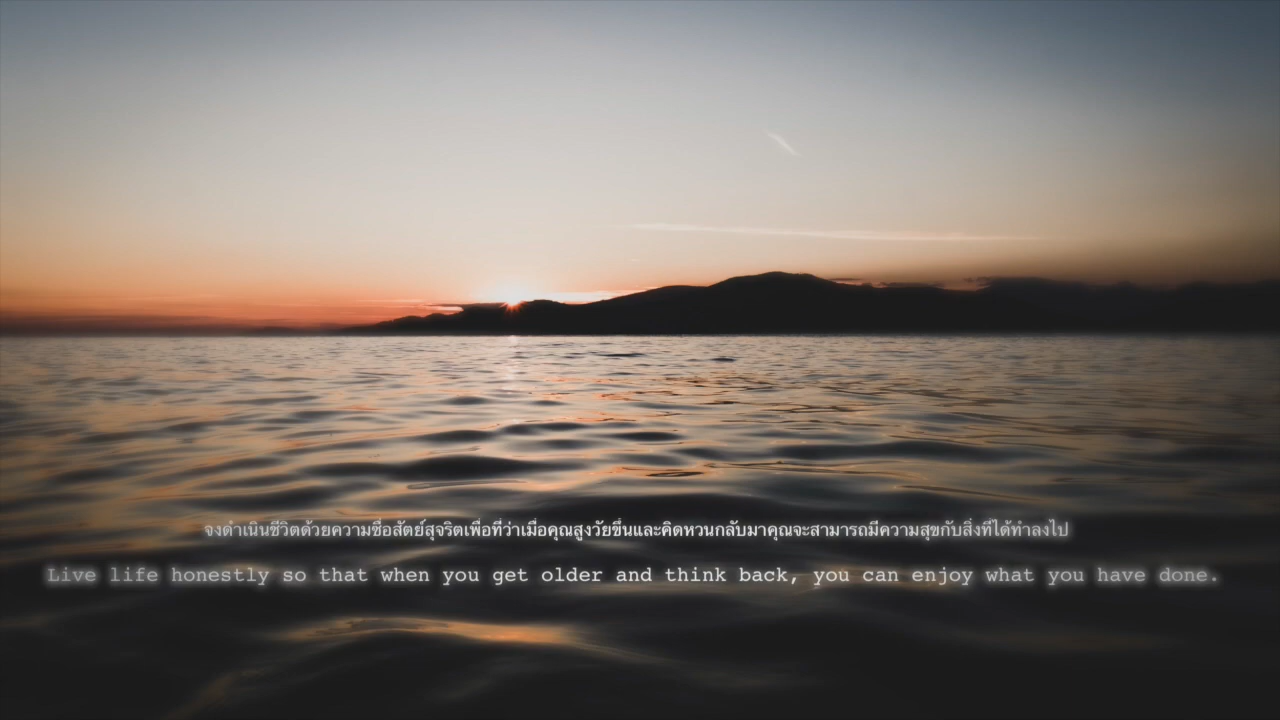 จงดำเนินชีวิตด้วยความซื่อสัตย์สุจริตเพื่อที่ว่าเมื่อคุณสูงวัยขึ้นและคิดหวนกลับมาคุณจะสามารถมีความสุขกับสิ่งที่ได้ทำลงไป
Live life honestly so that when you get older and think back, you can enjoy what you have done.